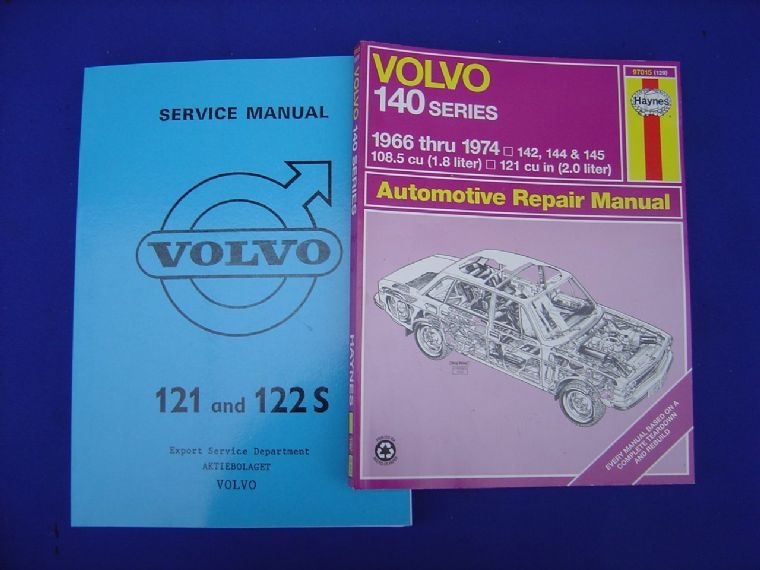 SERVICE MANUAL
VOLVO
121 and 122 S
Export Service Department
AKTIEBOLAGET
VOLVO
VOLVO 140 SERIES
HAYNES
VOLVO
140 SERIES
1966 thru 1974 □ 142, 144 & 145
108.5 cu (1.8 liter) □ 121 cu in (2.0 liter)
97015 (129)
Haynes
Automotive Repair Manual
EVERY MANUAL BASED ON A
COMPLETE TEARDOWN
AND REBUILD